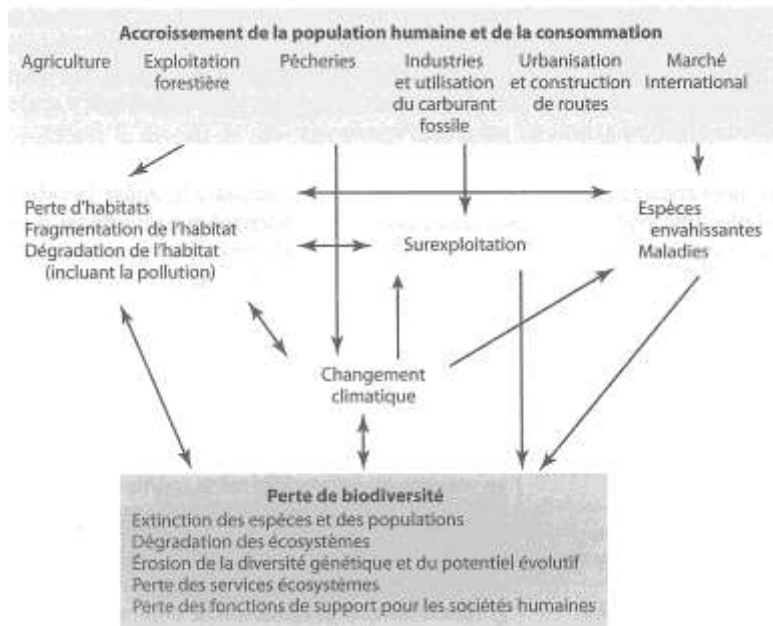 Accroissement de la population humaine et de la consommation
Agriculture
Exploitation
forestière
Pêcheries
Industries
et utilisation
du carburant
fossile
Urbanisation
et construction
de routes
Marché
International
Perte d'habitats
Fragmentation de l'habitat
Dégradation de l'habitat
(incluant la pollution)
Surexploitation
Espèces
envahissantes
Maladies
Changement
climatique
Perte de biodiversité
Extinction des espèces et des populations
Dégradation des écosystèmes
Érosion de la diversité génétique et du potentiel évolutif
Perte des services écosystèmes
Perte des fonctions de support pour les sociétés humaines